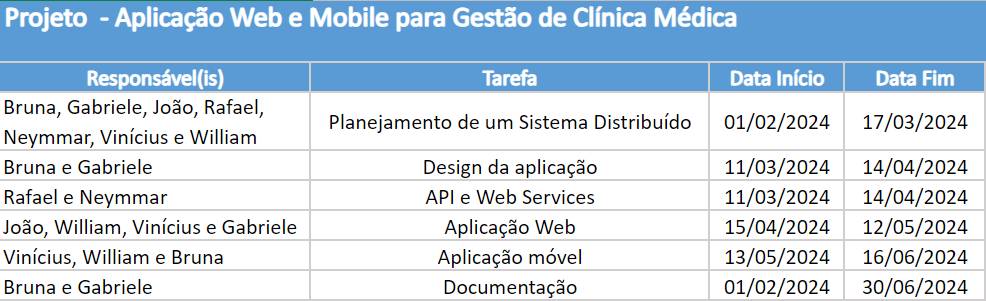 Projeto - Aplicação Web e Mobile para Gestão de Clínica Médica
Responsável(is) Tarefa Data Início Data Fim
Bruna, Gabriele, João, Rafael,
Neymmar, Vinícius e William Planejamento de um Sistema Distribuído 01/02/2024 17/03/2024
Bruna e Gabriele Design da aplicação 11/03/2024 14/04/2024
Rafael e Neymmar API e Web Services 11/03/2024 14/04/2024
João, William, Vinícius e Gabriele Aplicação Web 15/04/2024 12/05/2024
Vinícius, William e Bruna Aplicação móvel 13/05/2024 16/06/2024
Bruna e Gabriele Documentação 01/02/2024 30/06/2024